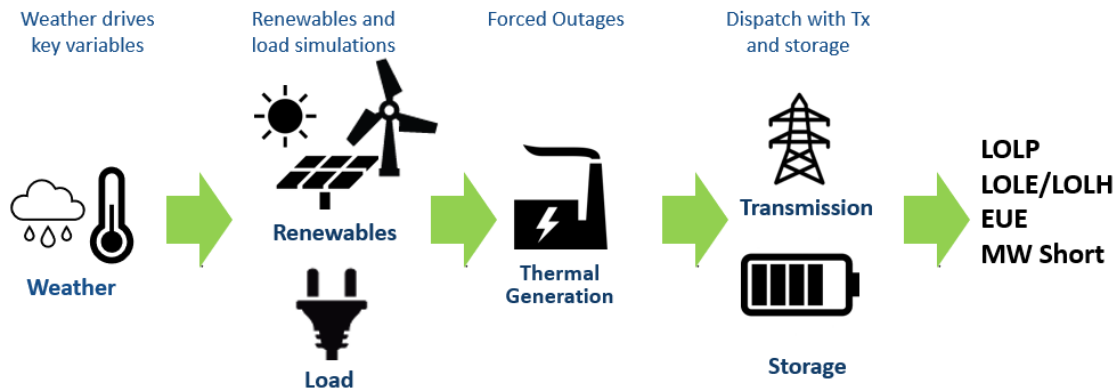 Weather drives
key variables
Renewables and
load simulations
Forced Outages
Dispatch with Tx
and storage
Weather
Renewables
Load
Thermal
Generation
Transmission
Storage
LOLP
LOLE/LOLH
EUE
MW Short